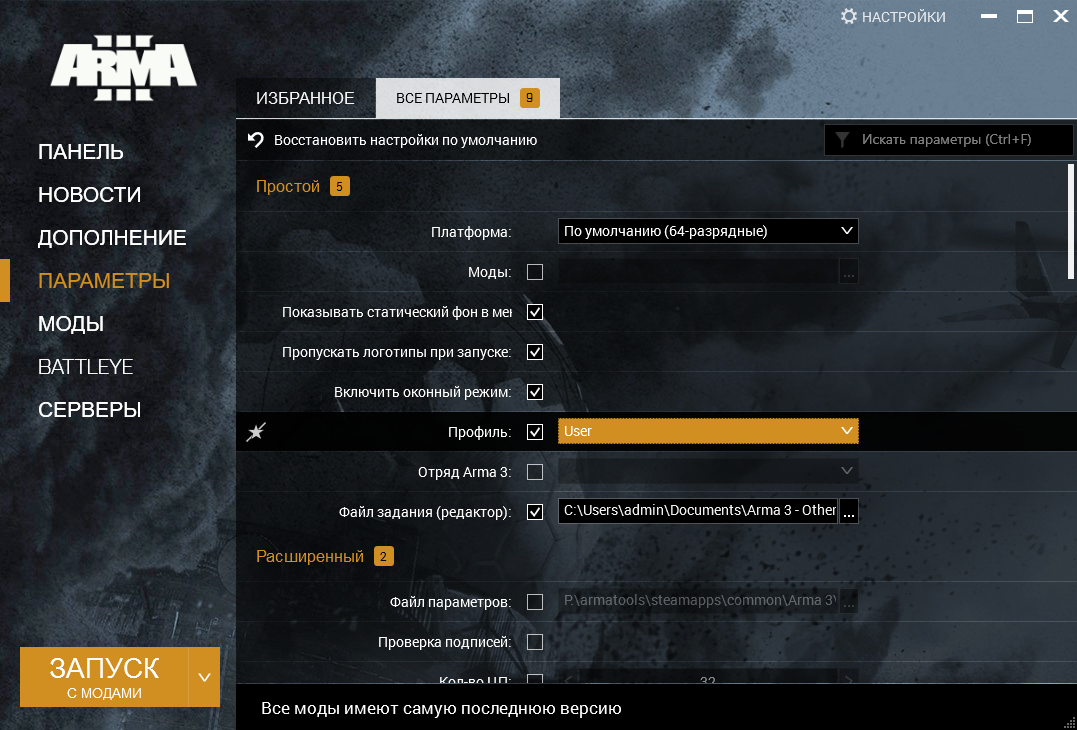 НАСТРОЙКИ
ARMA III
ИЗБРАННОЕ
ВСЕ ПАРАМЕТРЫ 9
Восстановить настройки по умолчанию
Искать параметры (Ctrl+F)
ПАНЕЛЬ
НОВОСТИ
ДОПОЛНЕНИЕ
ПАРАМЕТРЫ
МОДЫ
BATTLEYE
СЕРВЕРЫ
Простой 5
Платформа: По умолчанию (64-разрядные)
Моды: ...
Показывать статический фон в ме
Пропускать логотипы при запуске:
Включить оконный режим:
Профиль: User
Отряд Arma 3:
Файл задания (редактор): C:\Users\admin\Documents\Arma 3 - Other ...
Расширенный 2
Файл параметров: P:\armatools\steamapps\common\Arma 3\ ...
Проверка подписей:
Кол-во ЦП: 32
ЗАПУСК
С МОДАМИ
Все моды имеют самую последнюю версию